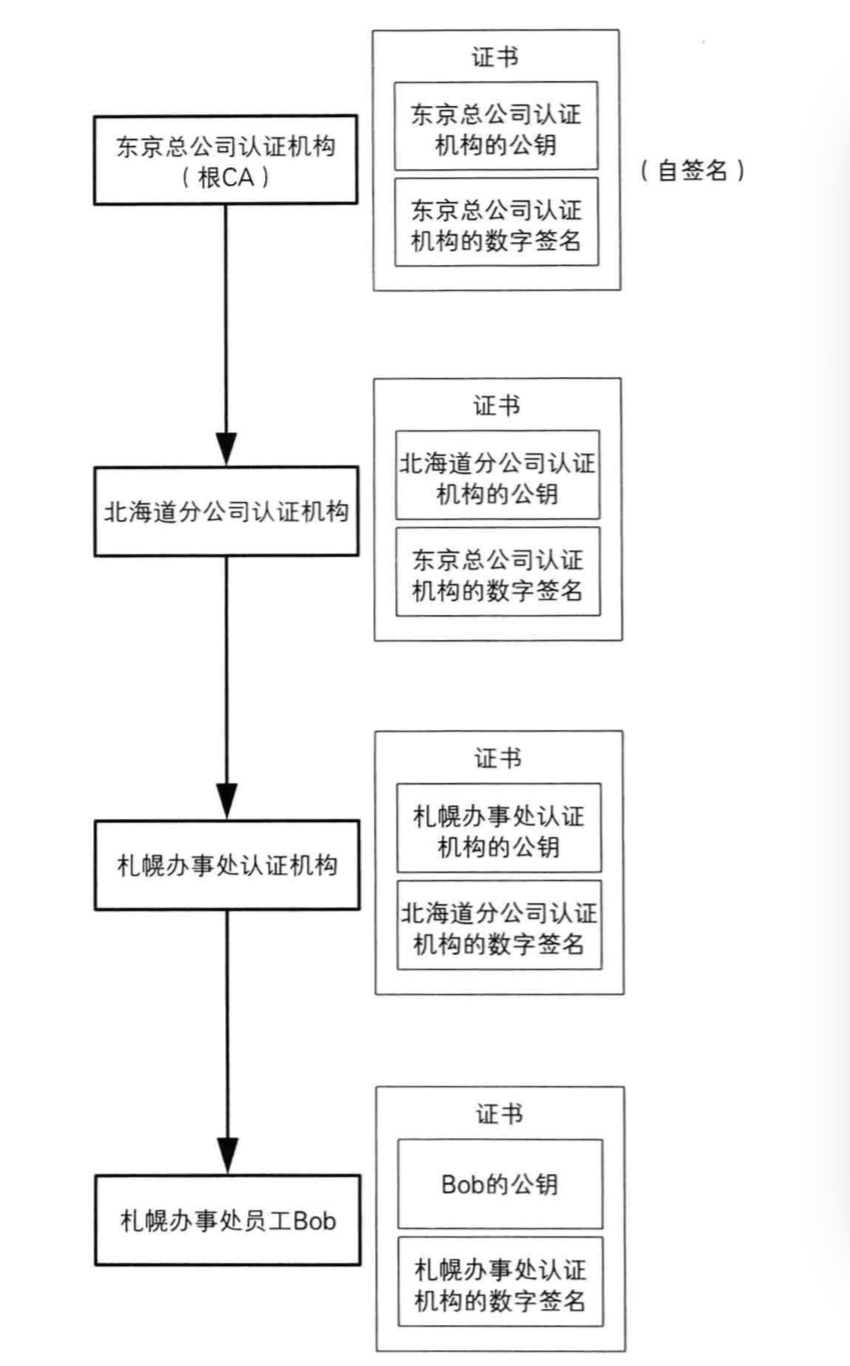 东京总公司认证机构
（根CA）
证书
东京总公司认证
机构的公钥
东京总公司认证
机构的数字签名
（自签名）
北海道分公司认证机构
证书
北海道分公司认证
机构的公钥
东京总公司认证
机构的数字签名
札幌办事处认证机构
证书
札幌办事处认证
机构的公钥
北海道分公司认证
机构的数字签名
札幌办事处员工Bob
证书
Bob的公钥
札幌办事处认证
机构的数字签名